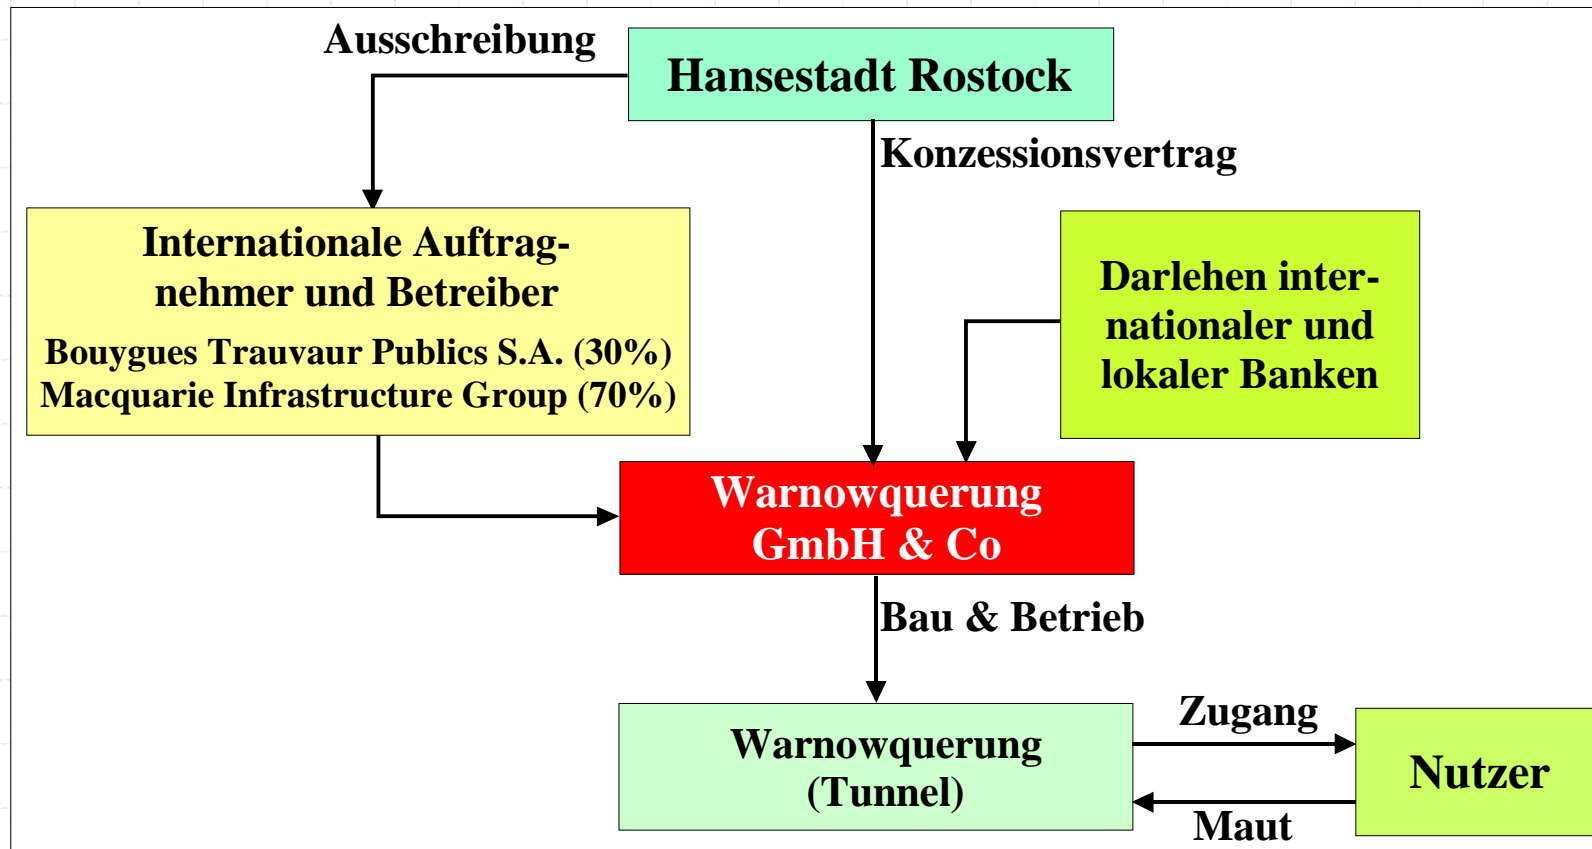 Ausschreibung
Hansestadt Rostock
Konzessionsvertrag
Internationale Auftrag-
nehmer und Betreiber
Bouygues Trauvaur Publics S.A. (30%)
Macquarie Infrastructure Group (70%)
Darlehen inter-
nationaler und
lokaler Banken
Warnowquerung
GmbH & Co
Bau & Betrieb
Warnowquerung
(Tunnel)
Zugang
Nutzer
Maut